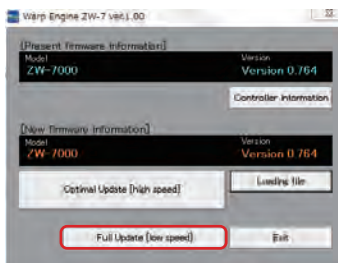 Warp Engine ZW-7 ver.1.00
[Present firmware information]
Model Version
ZW-7000 Version 0.764
Controller information
[New firmware information]
Model Version
ZW-7000 Version 0.764
Optimal Update [high speed]
Loading file
Full Update [low speed]
Exit